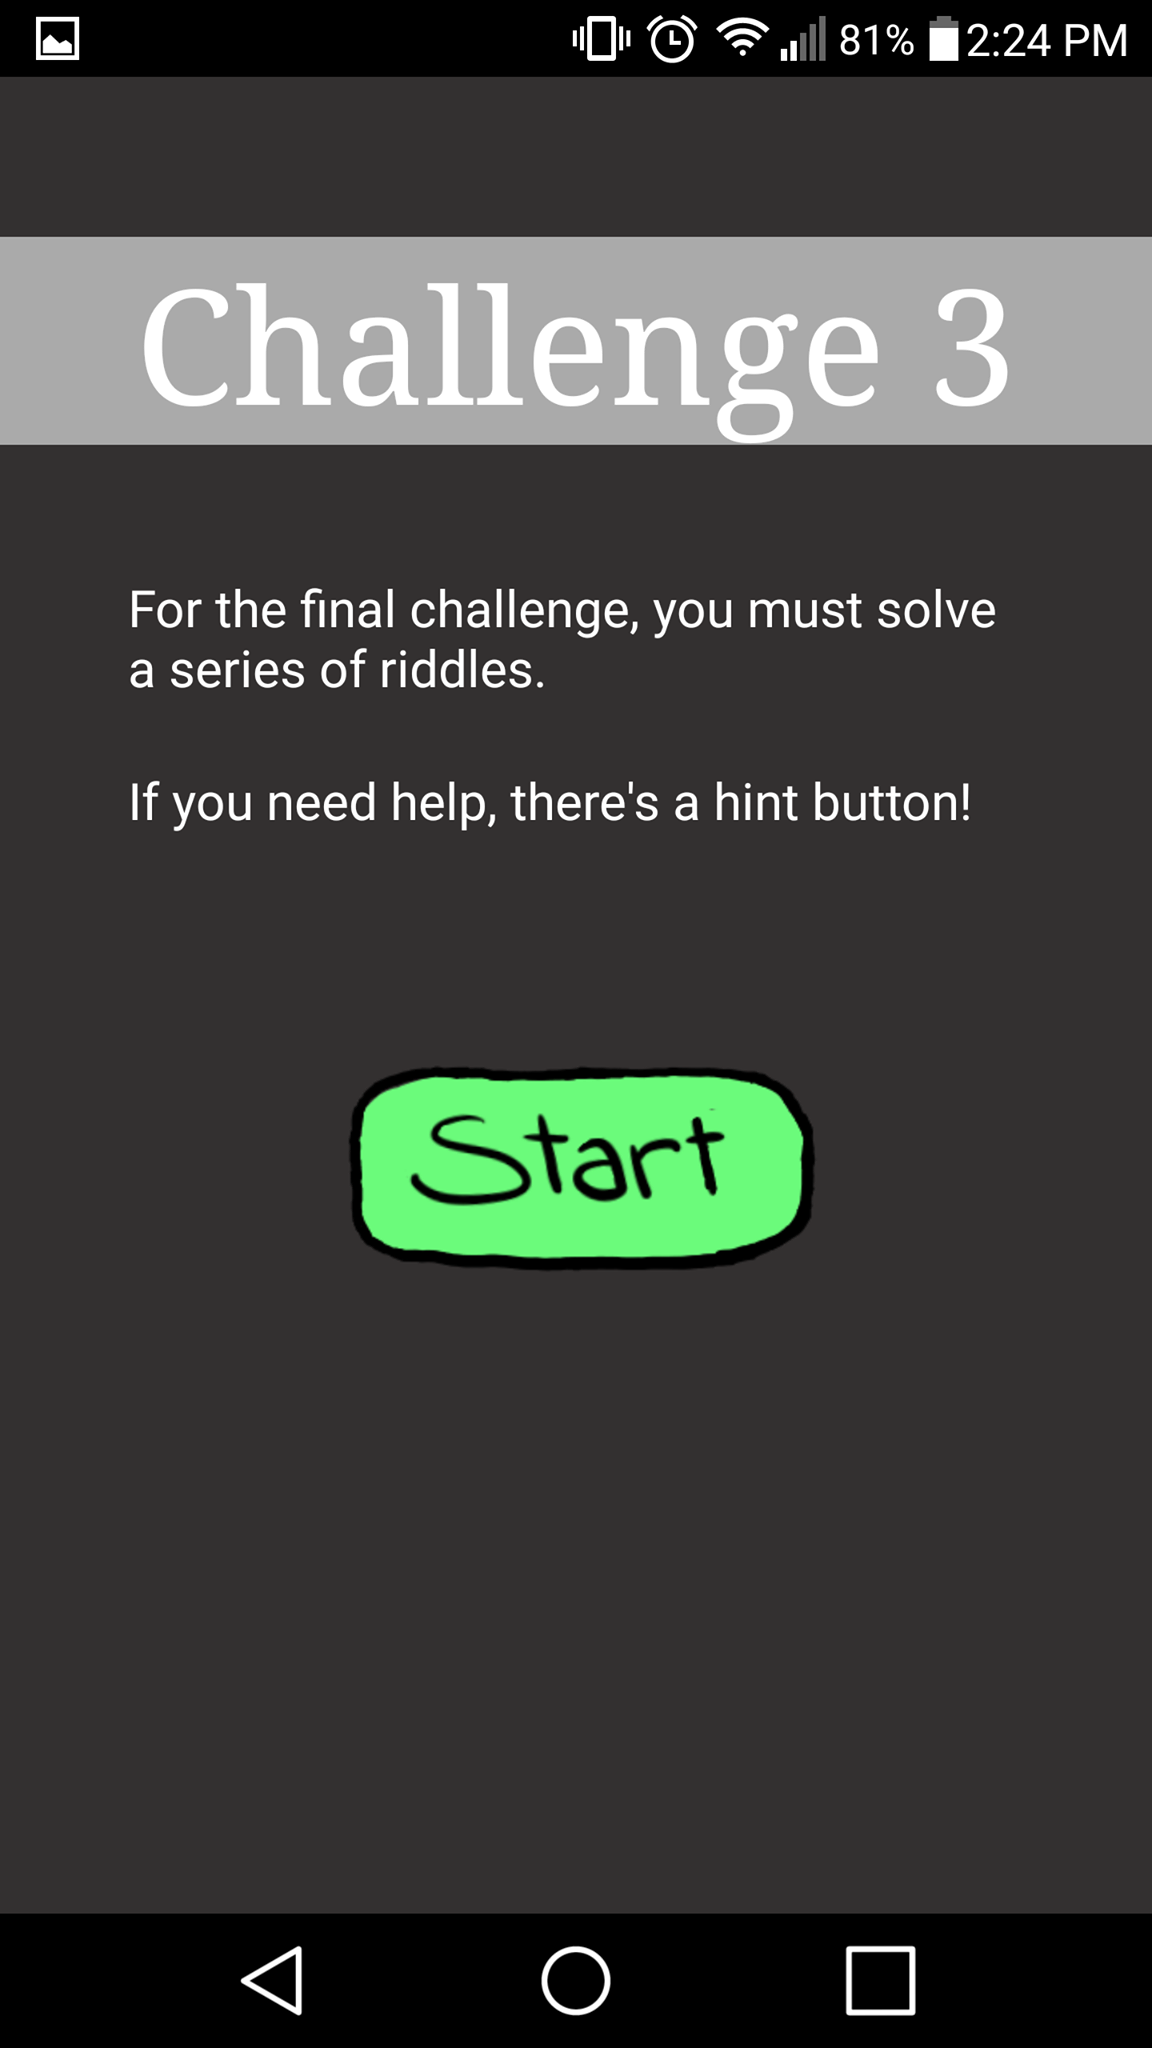 81% 2:24 PM
Challenge 3
For the final challenge, you must solve
a series of riddles.
If you need help, there's a hint button!
Start